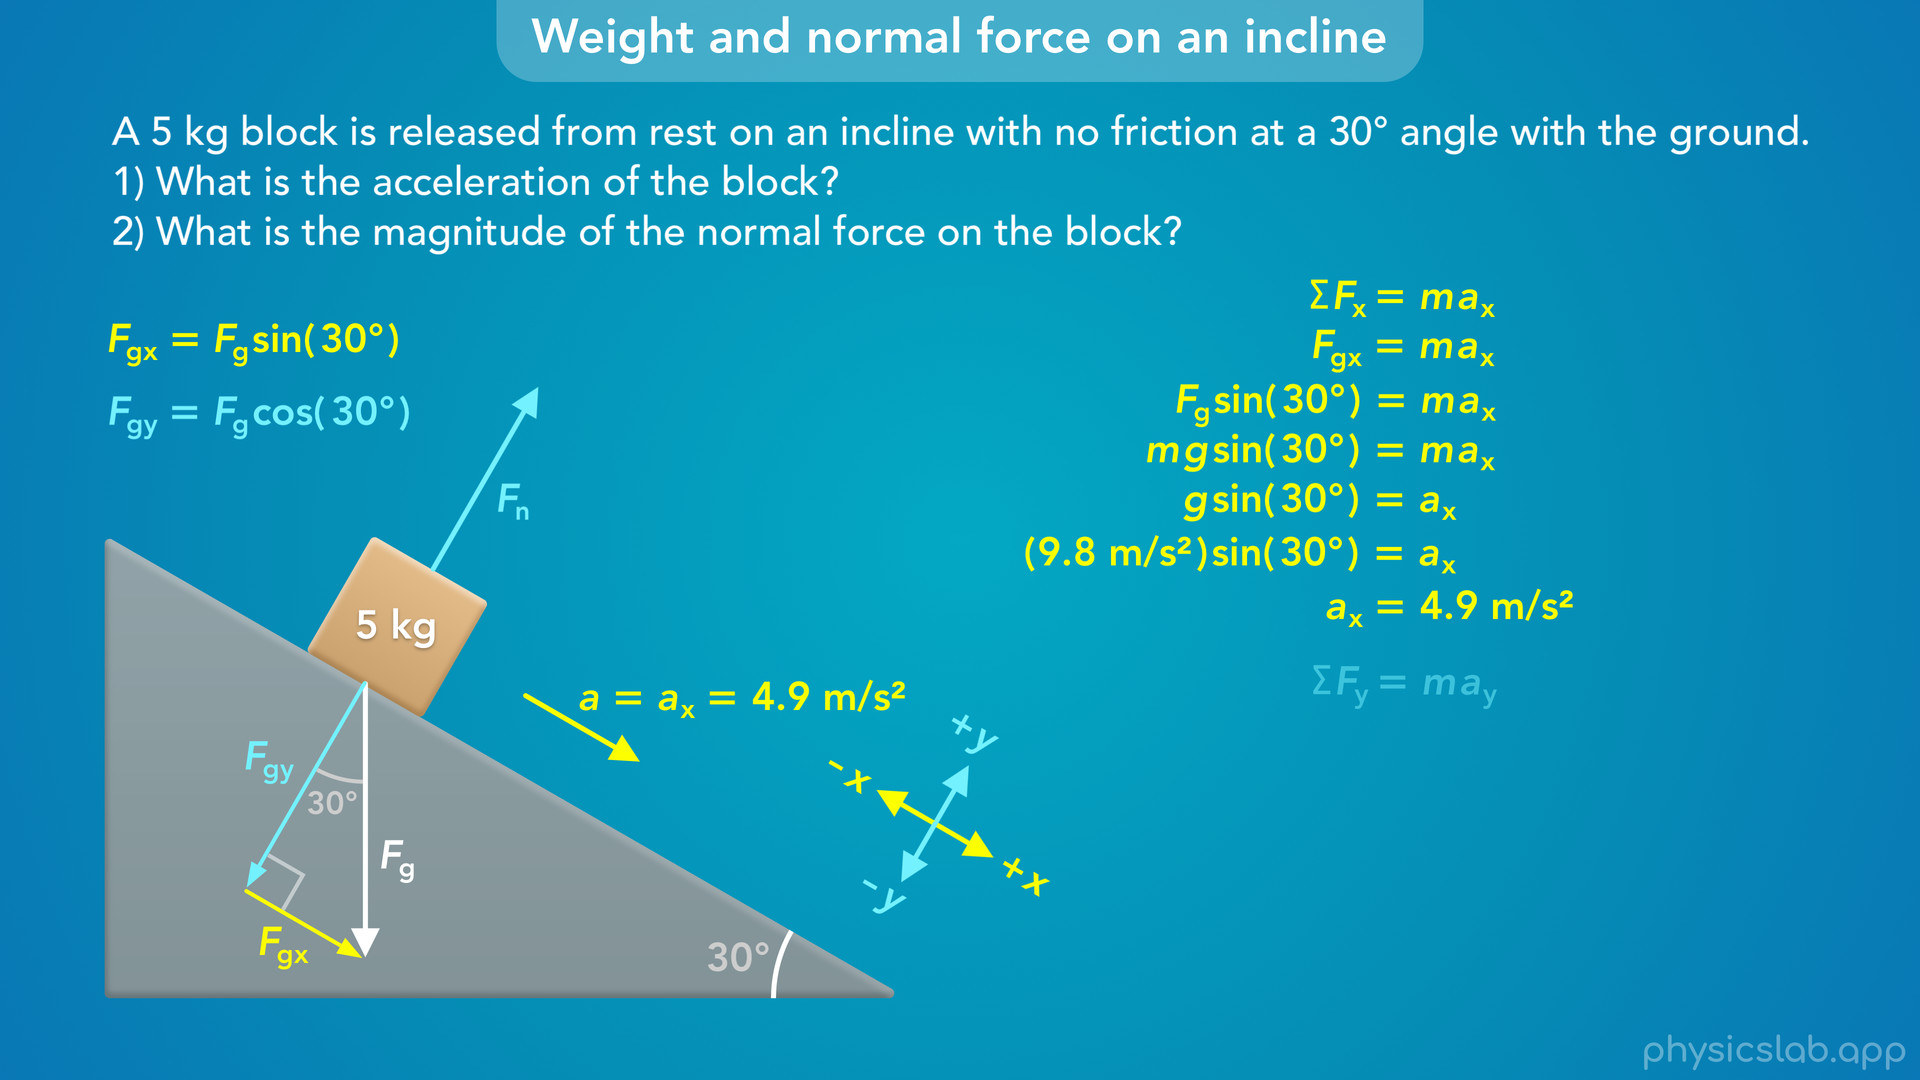 Weight and normal force on an incline
A 5 kg block is released from rest on an incline with no friction at a 30° angle with the ground.
1) What is the acceleration of the block?
2) What is the magnitude of the normal force on the block?
Fgx = Fgsin(30°)
Fgy = Fgcos(30°)
Fn
5 kg
a = ax = 4.9 m/s²
Fgy
30°
Fg
Fgx
30°
+y
-x
+x
-y
ΣFx = max
Fgx = max
Fgsin(30°) = max
mgsin(30°) = max
gsin(30°) = ax
(9.8 m/s²)sin(30°) = ax
ax = 4.9 m/s²
ΣFy = may
physicslab.app